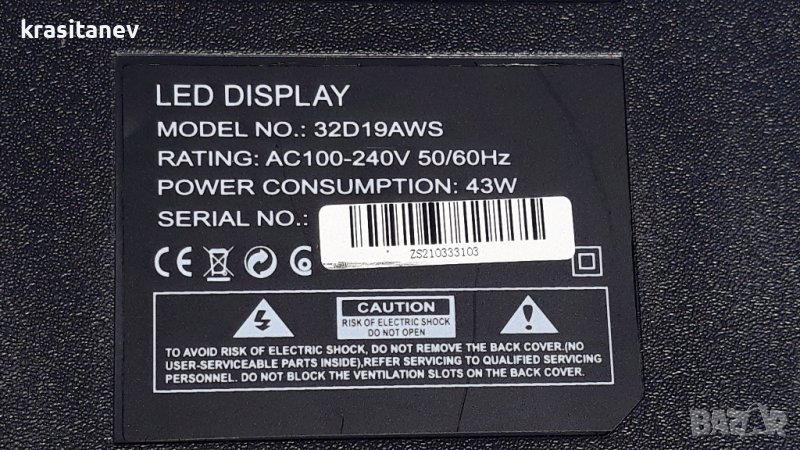 krasitanev
LED DISPLAY
MODEL NO.: 32D19AWS
RATING: AC100-240V 50/60Hz
POWER CONSUMPTION: 43W
SERIAL NO.:
ZS210333103
CE
CAUTION
RISK OF ELECTRIC SHOCK
DO NOT OPEN
TO AVOID RISK OF ELECTRIC SHOCK, DO NOT REMOVE THE BACK COVER.(NO
USER-SERVICEABLE PARTS INSIDE),REFER SERVICING TO QUALIFIED SERVICING
PERSONNEL. DO NOT BLOCK THE VENTILATION SLOTS ON THE BACK COVER.
BAZAR